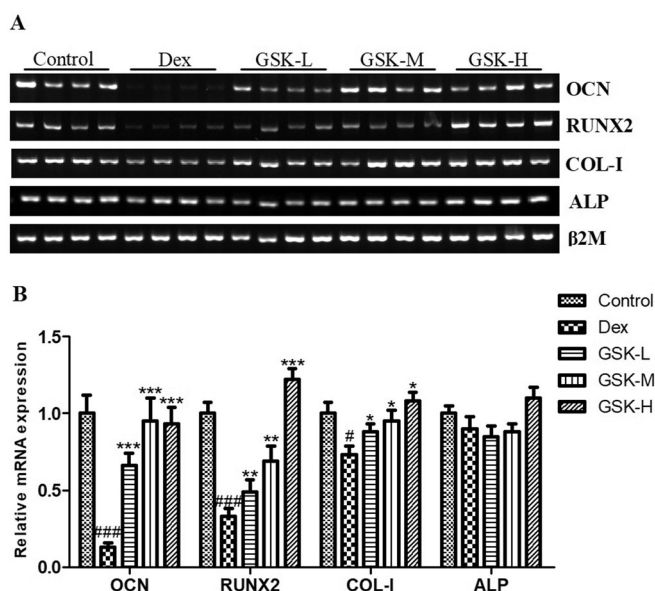 A
Control Dex GSK-L GSK-M GSK-H
OCN
RUNX2
COL-I
ALP
β2M
B
Control
Dex
GSK-L
GSK-M
GSK-H
Relative mRNA expression
1.5
1.0
0.5
0.0
### *** *** ***
### ** ** ***
# * * *
OCN RUNX2 COL-I ALP